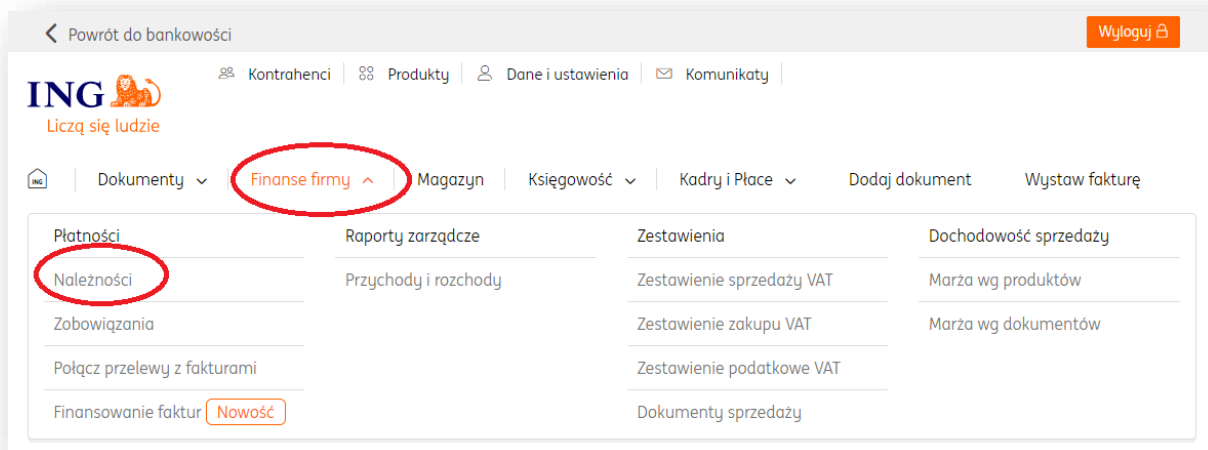 Powrót do bankowości
Wyloguj
Kontrahenci Produkty Dane i ustawienia Komunikaty
ING
Liczą się ludzie
ING Dokumenty Finanse firmy Magazyn Księgowość Kadry i Płace Dodaj dokument Wystaw fakturę
Płatności Raporty zarządcze Zestawienia Dochodowość sprzedaży
Należności Przychody i rozchody Zestawienie sprzedaży VAT Marża wg produktów
Zobowiązania Zestawienie zakupu VAT Marża wg dokumentów
Połącz przelewy z fakturami Zestawienie podatkowe VAT
Finansowanie faktur Nowość Dokumenty sprzedaży